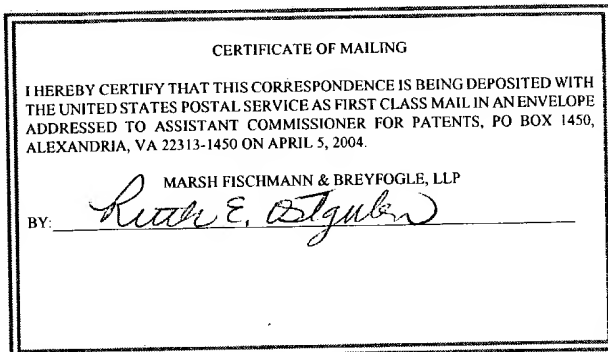 CERTIFICATE OF MAILING
I HEREBY CERTIFY THAT THIS CORRESPONDENCE IS BEING DEPOSITED WITH
THE UNITED STATES POSTAL SERVICE AS FIRST CLASS MAIL IN AN ENVELOPE
ADDRESSED TO ASSISTANT COMMISSIONER FOR PATENTS, PO BOX 1450,
ALEXANDRIA, VA 22313-1450 ON APRIL 5, 2004.
MARSH FISCHMANN & BREYFOGLE, LLP
BY: Ruth E.